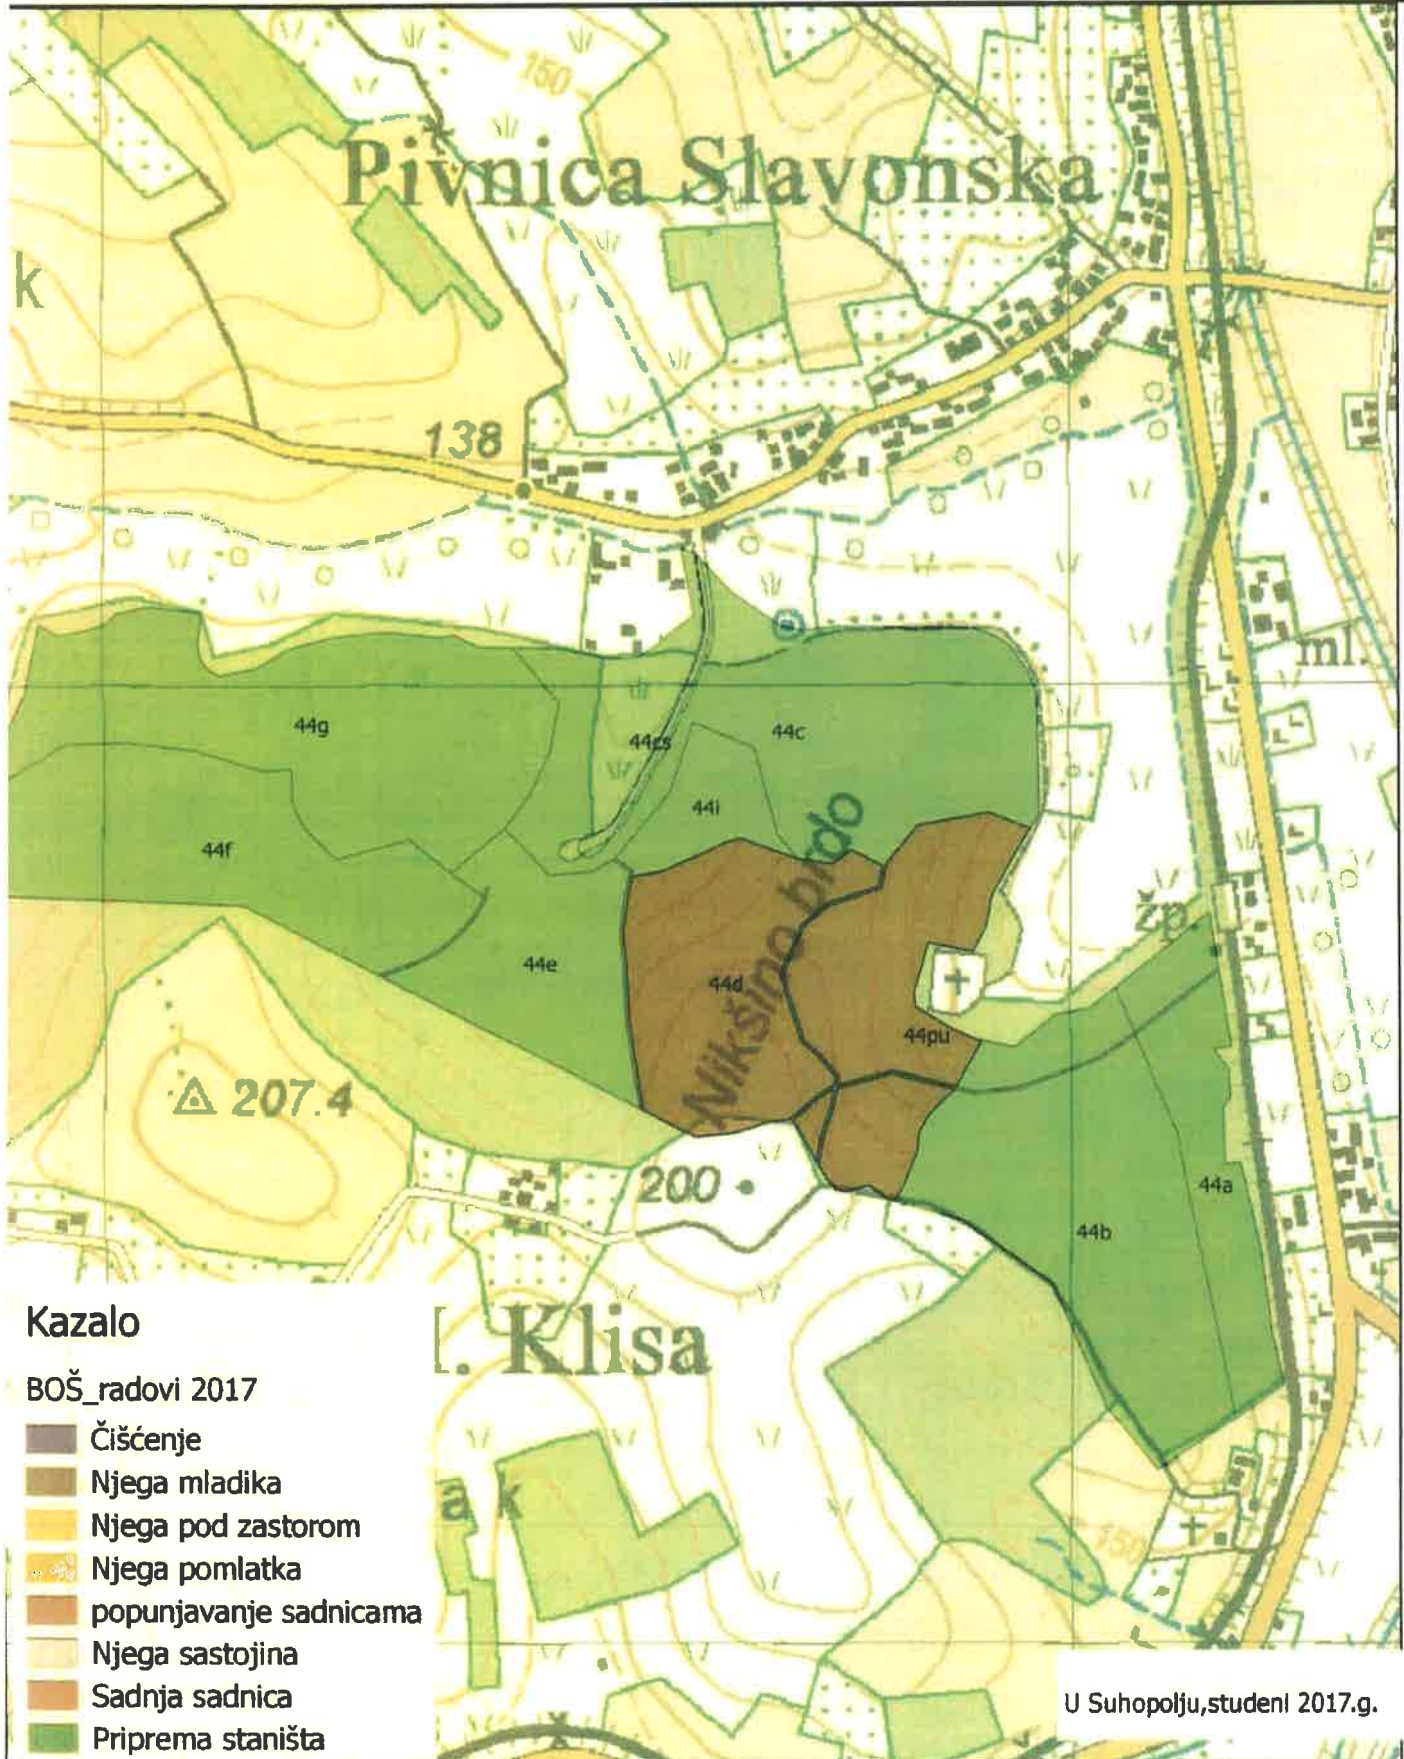 150
Pivnica Slavonska
k
138
ml.
44g
44cs
44c
44i
44f
Nikšino brdo
žp
44e
44d
44pu
207.4
200
44a
44b
Kazalo
BOŠ_radovi 2017
Čišćenje
Njega mladika
Njega pod zastorom
Njega pomlatka
popunjavanje sadnicama
Njega sastojina
Sadnja sadnica
Priprema staništa
. Klisa
a k
150
U Suhopolju,studeni 2017.g.